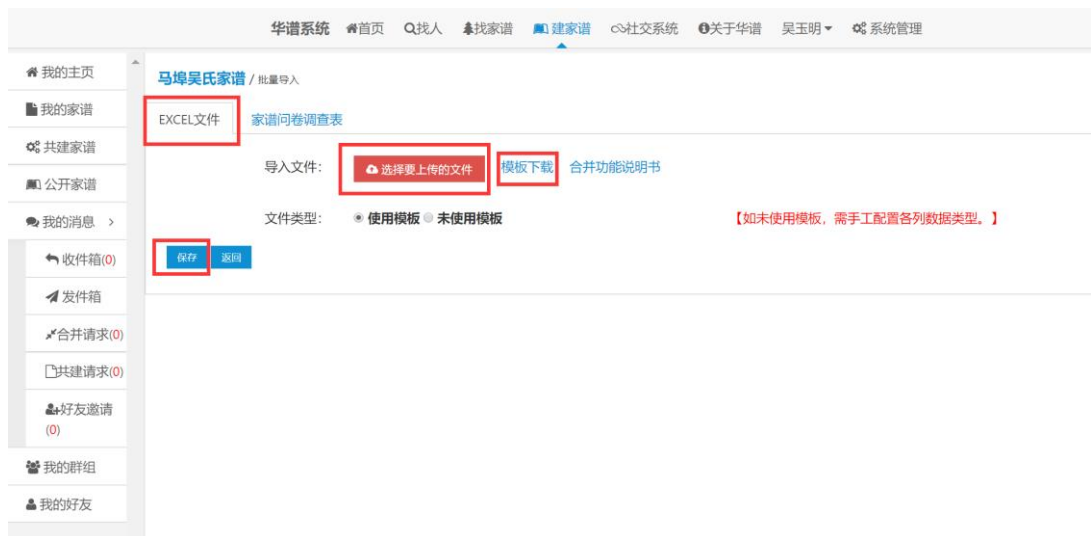 华谱系统 首页 找人 找家谱 建家谱 社交系统 关于华谱 吴玉明 系统管理
我的主页
我的家谱
共建家谱
公开家谱
我的消息 >
收件箱(0)
发件箱
合并请求(0)
共建请求(0)
好友邀请
(0)
我的群组
我的好友
马埠吴氏家谱 / 批量导入
EXCEL文件 家谱问卷调查表
导入文件: 选择要上传的文件 模板下载 合并功能说明书
文件类型: 使用模板 未使用模板 【如未使用模板，需手工配置各列数据类型。】
保存 返回